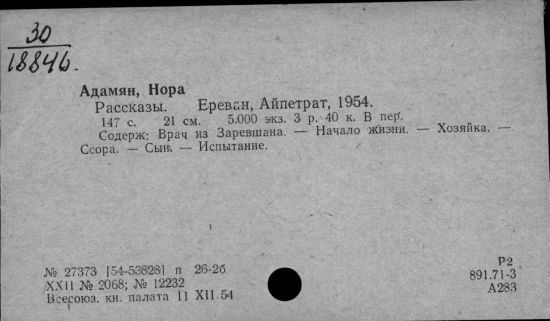 30
18846.
Адамян, Нора
Рассказы. Ереван, Айпетрат, 1954.
147 с. 21 см. 5.000 экз. 3 р. 40 к. В пер.
Содерж: Врач из Заревшана. — Начало жизни. — Хозяйка. —
Ссора. — Сын. — Испытание.
№ 27373 [54-53828] п 26-2б
XXII № 2068; № 12232
Всесоюз. кн. палата 11 XII 54
Р2
891.71-3
А283